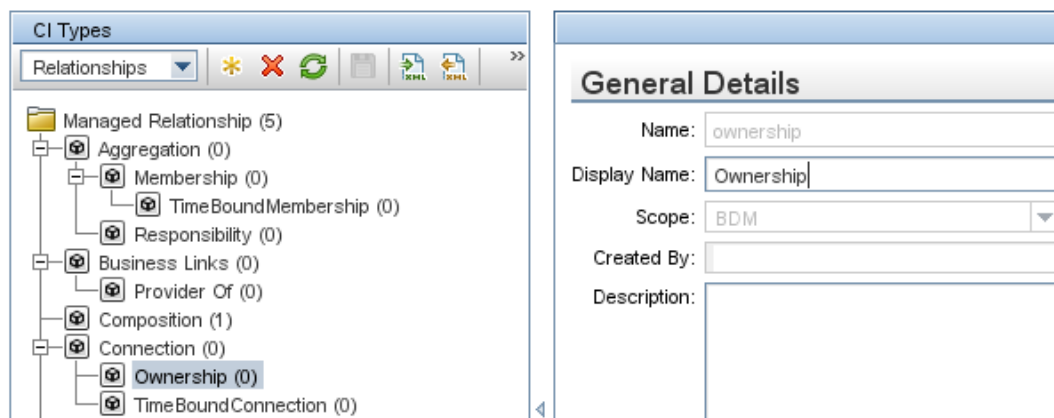 CI Types
Relationships
Managed Relationship (5)
Aggregation (0)
Membership (0)
TimeBoundMembership (0)
Responsibility (0)
Business Links (0)
Provider Of (0)
Composition (1)
Connection (0)
Ownership (0)
TimeBoundConnection (0)
General Details
Name: ownership
Display Name: Ownership
Scope: BDM
Created By:
Description: